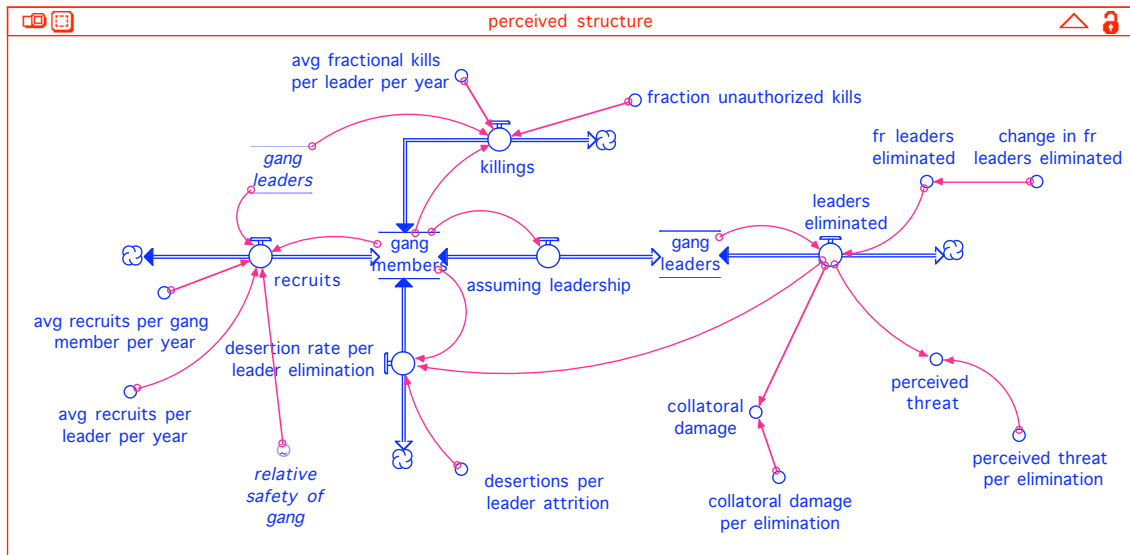 perceived structure
avg fractional kills
per leader per year
fraction unauthorized kills
killings
gang
leaders
fr leaders
eliminated
change in fr
leaders eliminated
leaders
eliminated
recruits
gang
members
assuming leadership
gang
leaders
avg recruits per gang
member per year
desertion rate per
leader elimination
avg recruits per
leader per year
relative
safety of
gang
desertions per
leader attrition
collatoral
damage
collatoral damage
per elimination
perceived
threat
perceived threat
per elimination